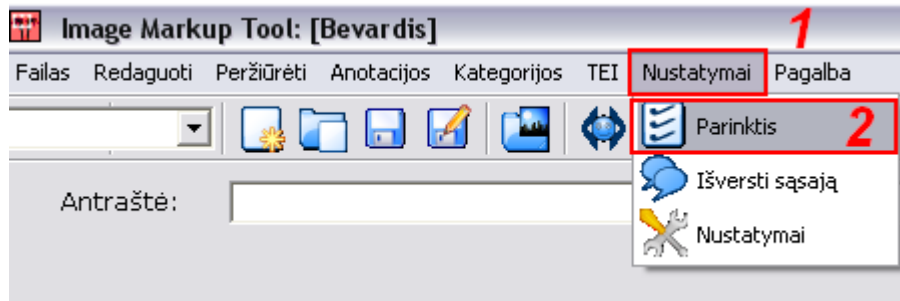 Image Markup Tool: [Bevardis]
1
Failas Redaguoti Peržiūrėti Anotacijos Kategorijos TEI Nustatymai Pagalba
Parinktis 2
Išversti sąsają
Antraštė:
Nustatymai